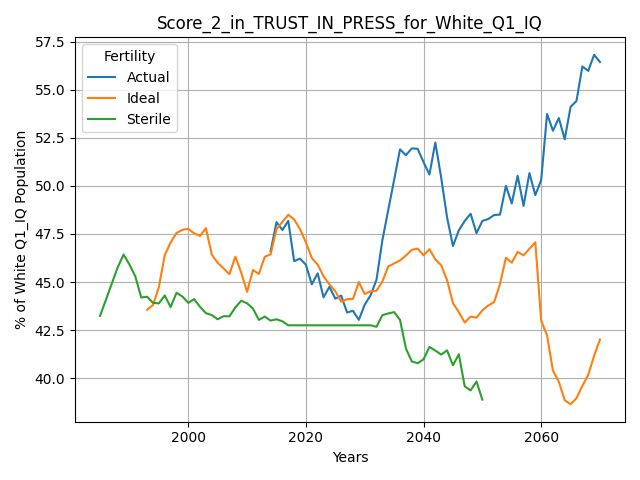 Score_2_in_TRUST_IN_PRESS_for_White_Q1_IQ
Fertility
Actual
Ideal
Sterile
% of White Q1_IQ Population
57.5
55.0
52.5
50.0
47.5
45.0
42.5
40.0
2000
2020
2040
2060
Years